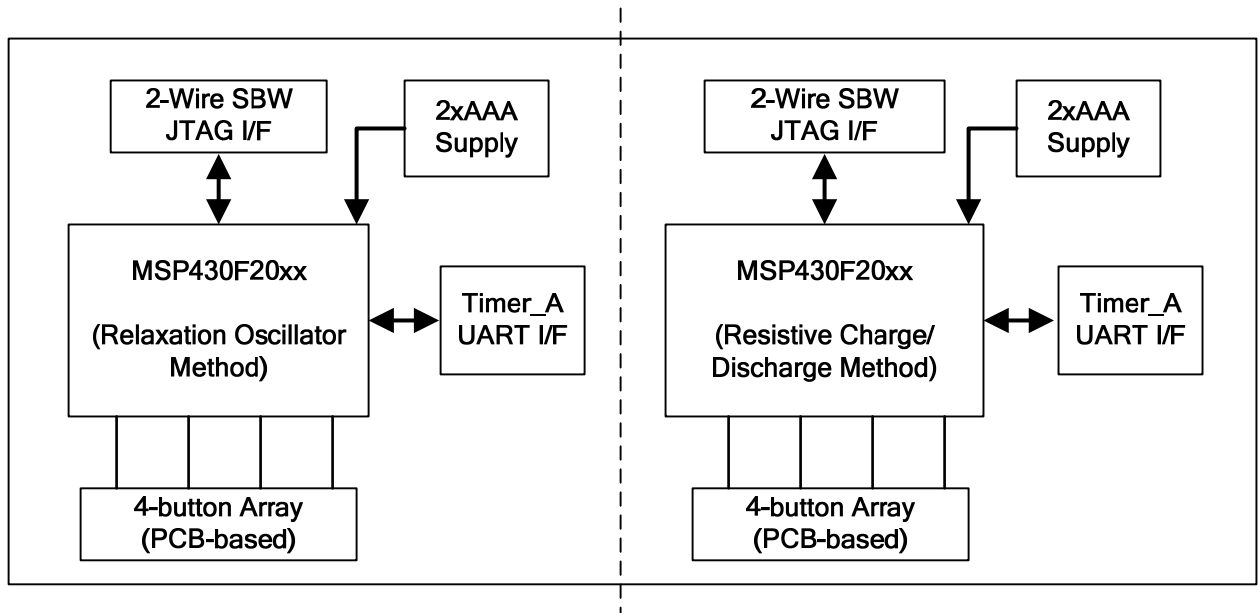 2-Wire SBW
JTAG I/F
2xAAA
Supply
MSP430F20xx
(Relaxation Oscillator
Method)
Timer_A
UART I/F
4-button Array
(PCB-based)
2-Wire SBW
JTAG I/F
2xAAA
Supply
MSP430F20xx
(Resistive Charge/
Discharge Method)
Timer_A
UART I/F
4-button Array
(PCB-based)